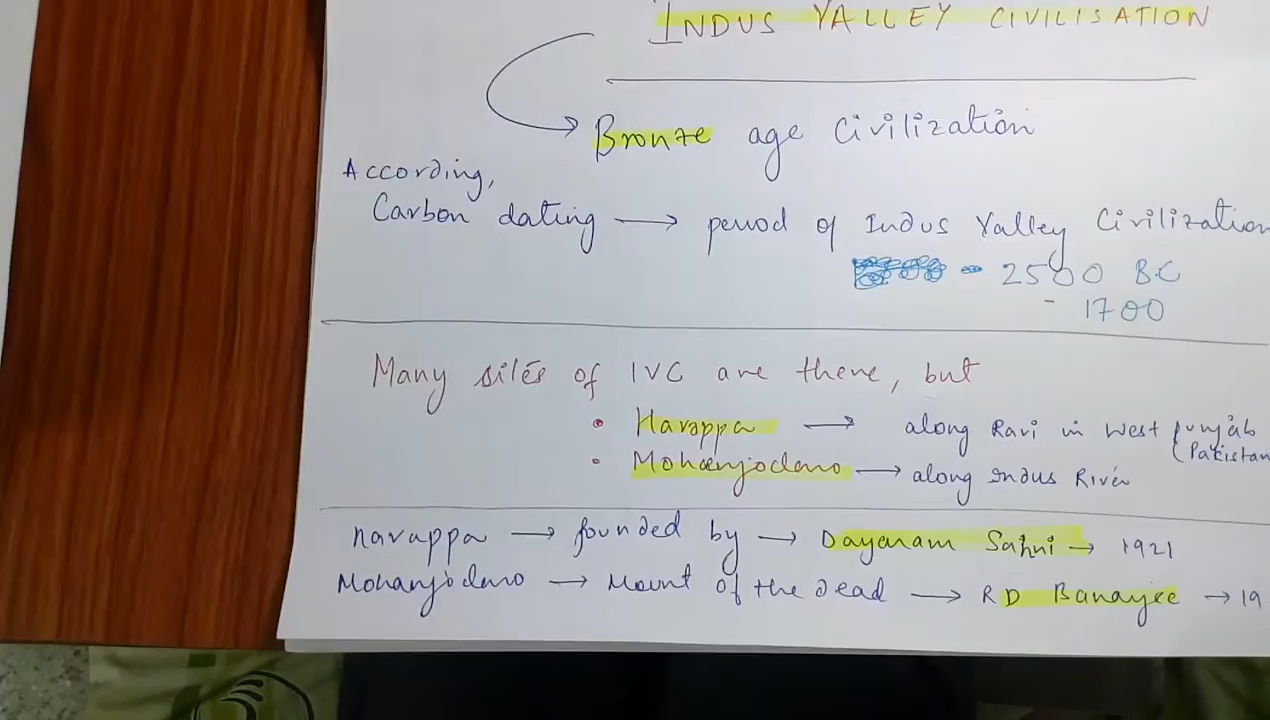 INDUS VALLEY CIVILISATION
Bronze age Civilization
According,
Carbon dating → period of Indus Valley Civilization
- 2500 BC
- 1700
Many sites of IVC are there, but
• Harappa → along Ravi in West Punjab
(Pakistan
• Mohenjodaro → along Indus River
Harappa → founded by → Dayaram Sahni → 1921
Mohanjodaro → Mount of the dead → RD Banarjee → 19